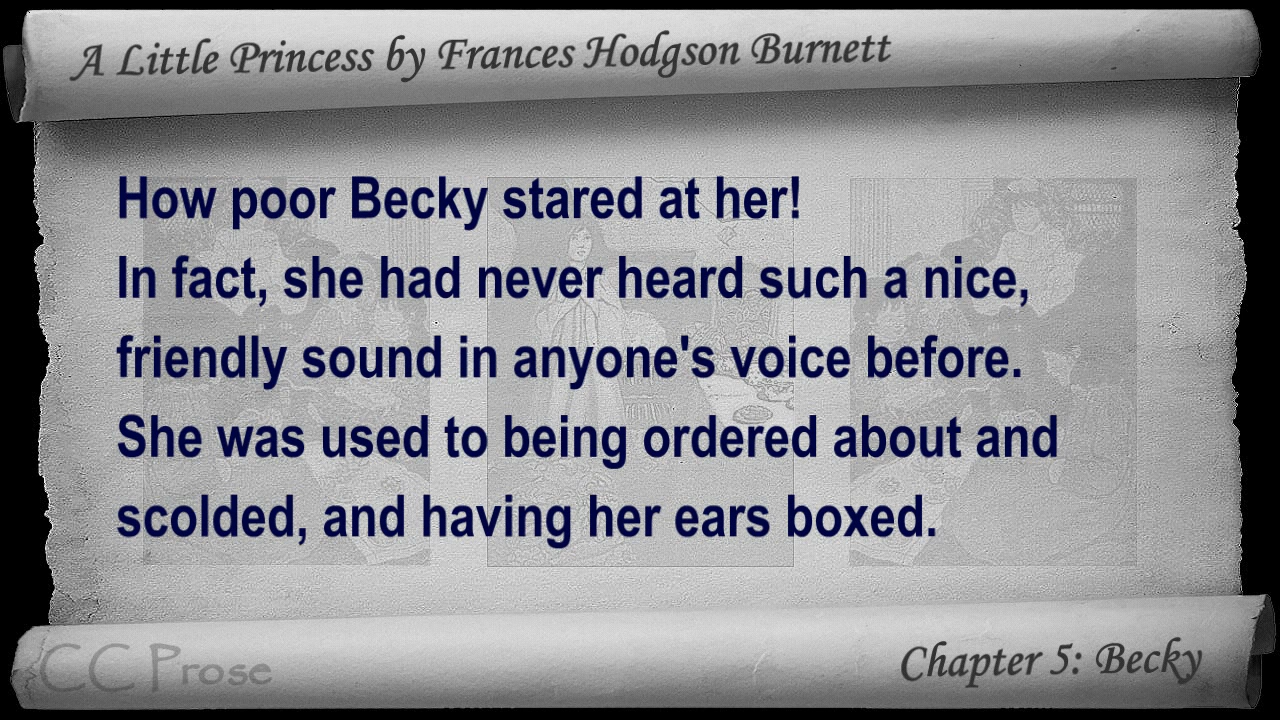 A Little Princess by Frances Hodgson Burnett
How poor Becky stared at her!
In fact, she had never heard such a nice,
friendly sound in anyone's voice before.
She was used to being ordered about and
scolded, and having her ears boxed.
CC Prose
Chapter 5: Becky